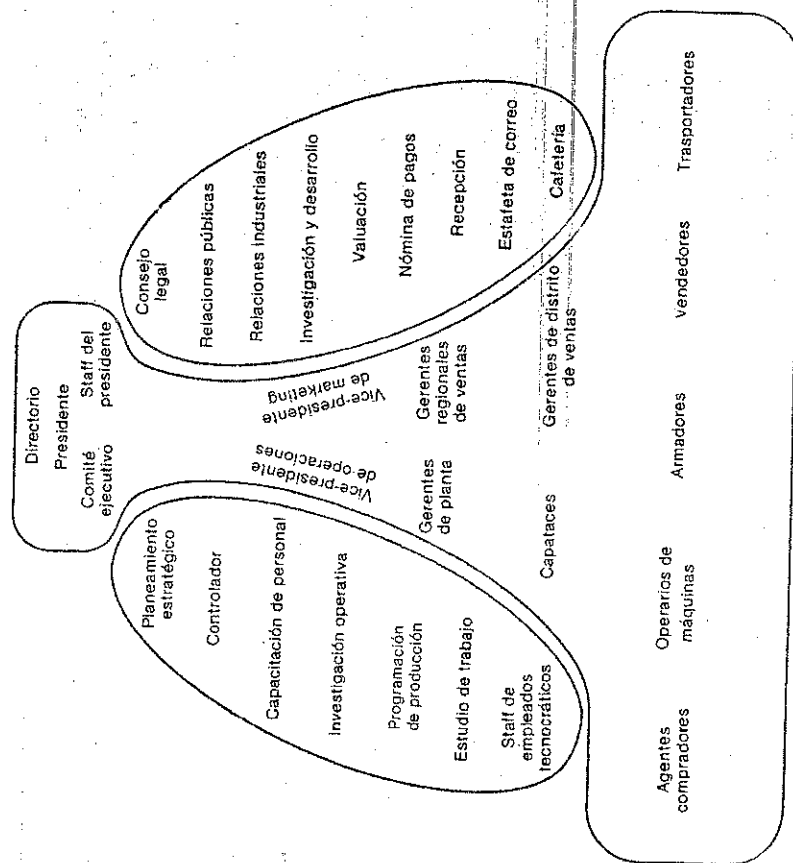 Directorio
Presidente
Comité
ejecutivo
Staff del
presidente
Planeamiento
estratégico
Controlador
Capacitación de personal
Investigación operativa
Programación
de producción
Estudio de trabajo
Staff de
empleados
tecnocráticos
Vice-presidente
de operaciones
Vice-presidente
de marketing
Gerentes
de planta
Gerentes
regionales
de ventas
Capataces
Gerentes de distrito
de ventas
Consejo
legal
Relaciones públicas
Relaciones industriales
Investigación y desarrollo
Valuación
Nómina de pagos
Recepción
Estafeta de correo
Cafetería
Agentes
compradores
Operarios de
máquinas
Armadores
Vendedores
Trasportadores